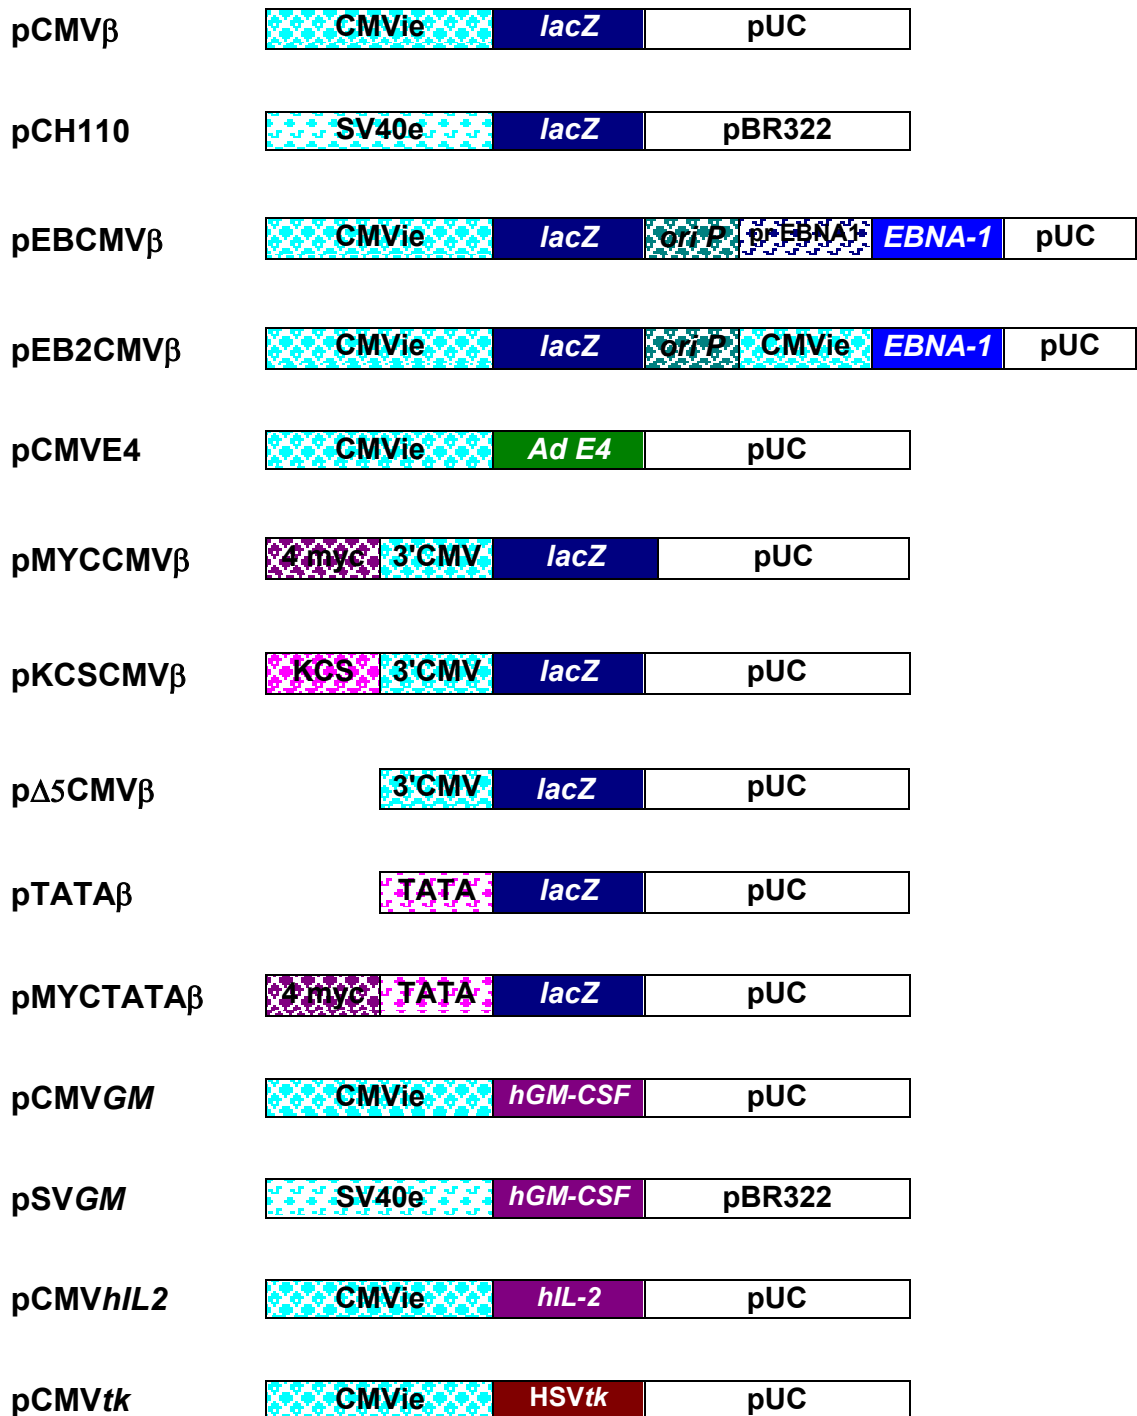 pCMVβ CMVie lacZ pUC
pCH110 SV40e lacZ pBR322
pEBCMVβ CMVie lacZ ori P pr EBNA1 EBNA-1 pUC
pEB2CMVβ CMVie lacZ ori P CMVie EBNA-1 pUC
pCMVE4 CMVie Ad E4 pUC
pMYCCMVβ 4 myc 3'CMV lacZ pUC
pKCSCMVβ KCS 3'CMV lacZ pUC
pΔ5CMVβ 3'CMV lacZ pUC
pTATAβ TATA lacZ pUC
pMYCTATAβ 4 myc TATA lacZ pUC
pCMVGM CMVie hGM-CSF pUC
pSVGM SV40e hGM-CSF pBR322
pCMVhIL2 CMVie hIL-2 pUC
pCMVtk CMVie HSVtk pUC